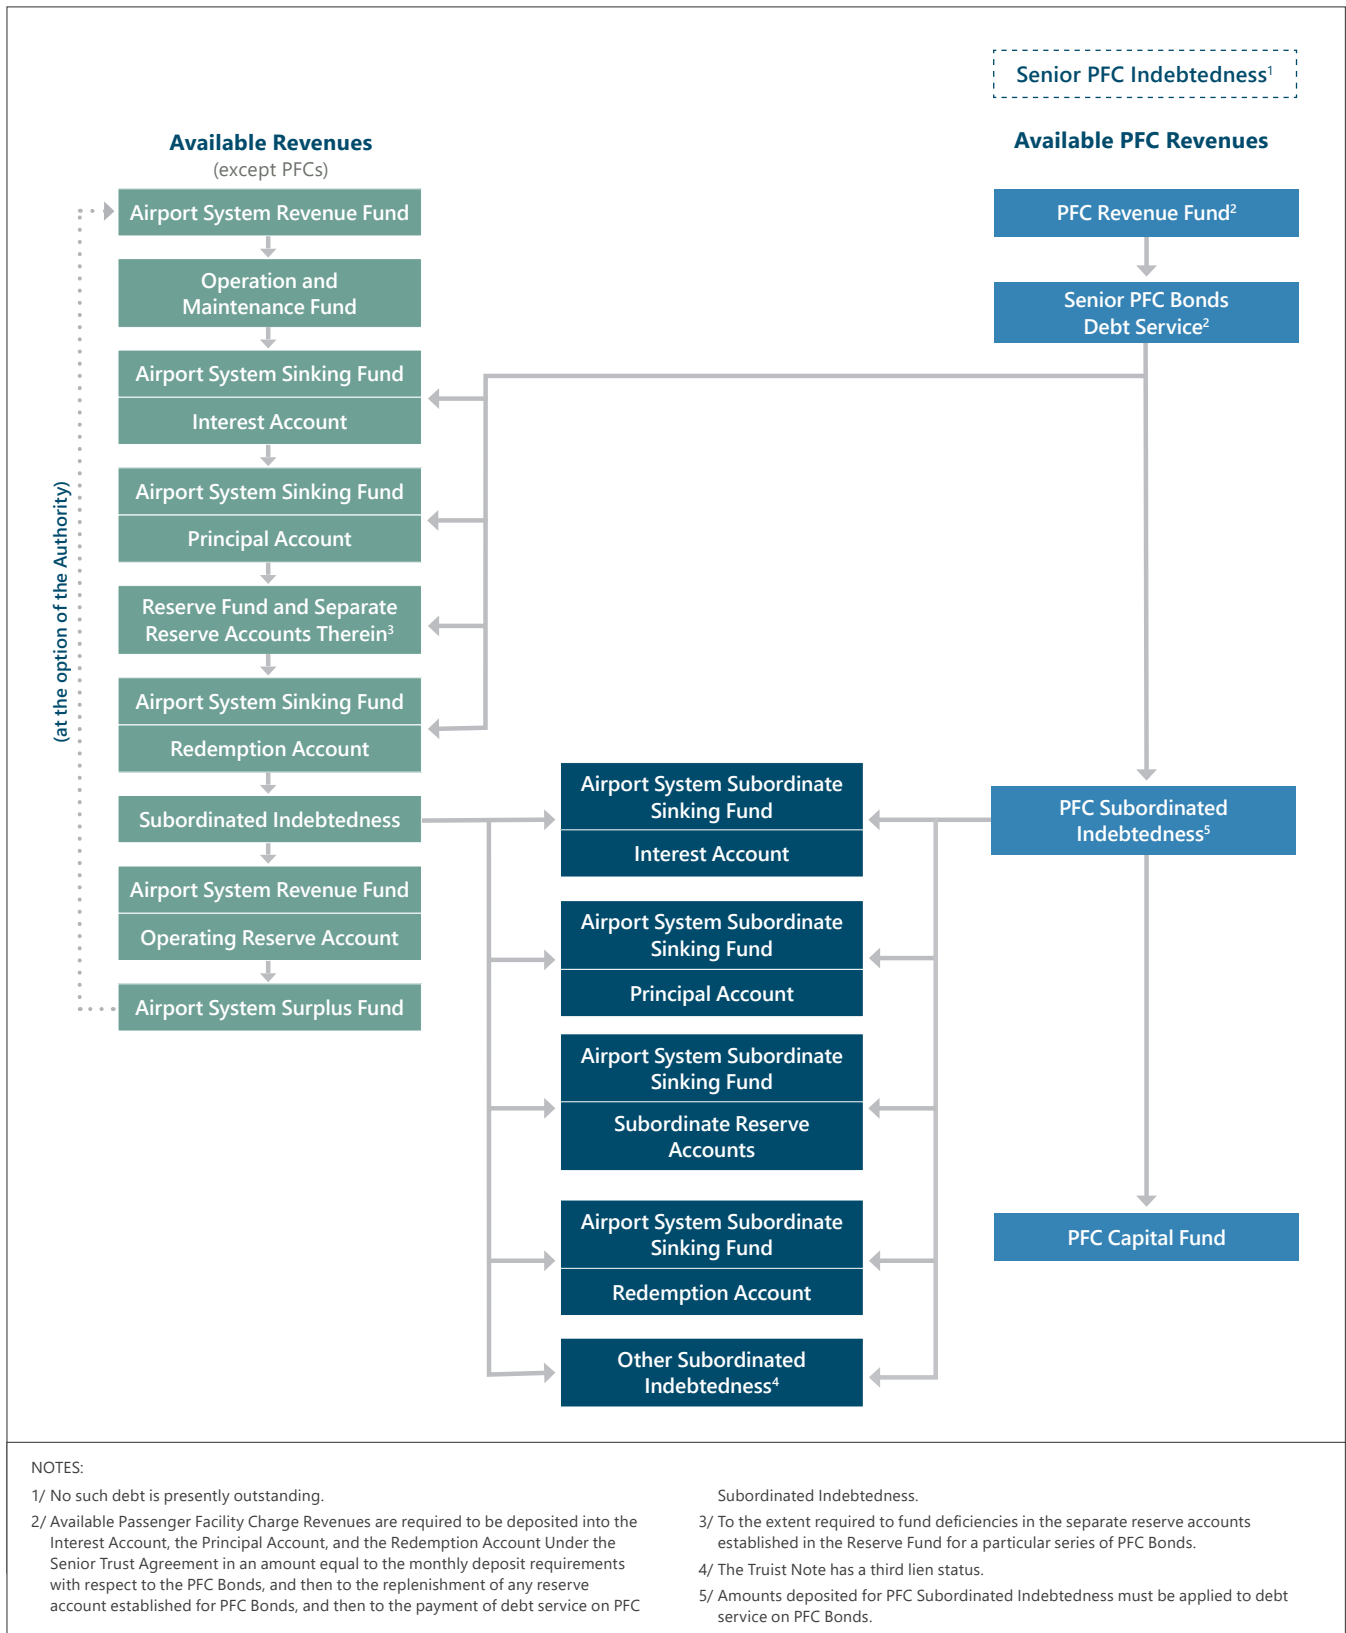 Senior PFC Indebtedness¹
Available Revenues
(except PFCs)
Airport System Revenue Fund
Operation and
Maintenance Fund
Airport System Sinking Fund
Interest Account
Airport System Sinking Fund
Principal Account
Reserve Fund and Separate
Reserve Accounts Therein³
Airport System Sinking Fund
Redemption Account
Subordinated Indebtedness
Airport System Revenue Fund
Operating Reserve Account
Airport System Surplus Fund
(at the option of the Authority)
Airport System Subordinate
Sinking Fund
Interest Account
Airport System Subordinate
Sinking Fund
Principal Account
Airport System Subordinate
Sinking Fund
Subordinate Reserve
Accounts
Airport System Subordinate
Sinking Fund
Redemption Account
Other Subordinated
Indebtedness⁴
Available PFC Revenues
PFC Revenue Fund²
Senior PFC Bonds
Debt Service²
PFC Subordinated
Indebtedness⁵
PFC Capital Fund
NOTES:
1/ No such debt is presently outstanding.
2/ Available Passenger Facility Charge Revenues are required to be deposited into the
Interest Account, the Principal Account, and the Redemption Account Under the
Senior Trust Agreement in an amount equal to the monthly deposit requirements
with respect to the PFC Bonds, and then to the replenishment of any reserve
account established for PFC Bonds, and then to the payment of debt service on PFC
Subordinated Indebtedness.
3/ To the extent required to fund deficiencies in the separate reserve accounts
established in the Reserve Fund for a particular series of PFC Bonds.
4/ The Truist Note has a third lien status.
5/ Amounts deposited for PFC Subordinated Indebtedness must be applied to debt
service on PFC Bonds.